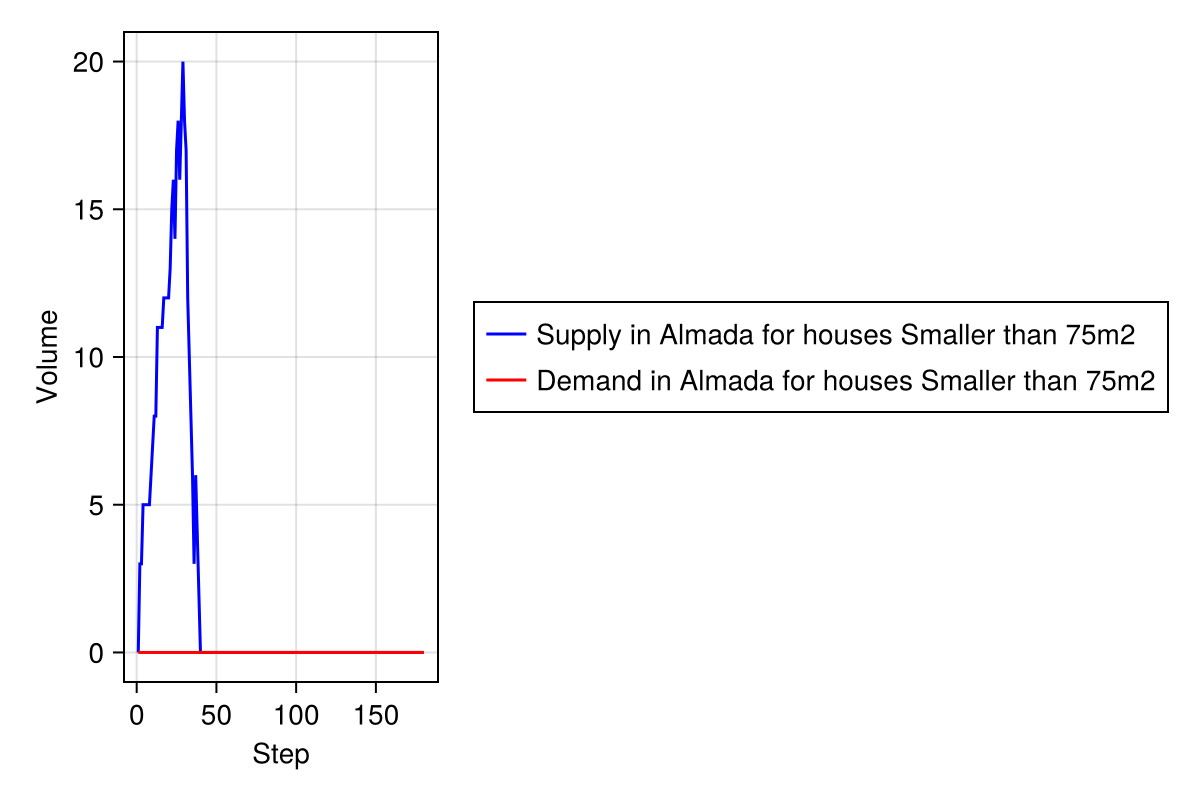 20
15
10
5
0
Volume
0 50 100 150
Step
Supply in Almada for houses Smaller than 75m2
Demand in Almada for houses Smaller than 75m2